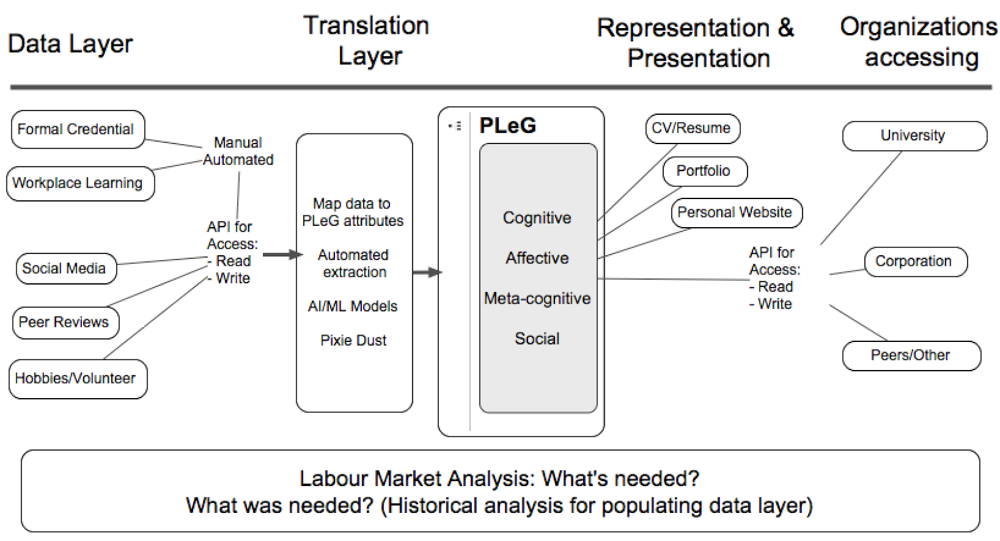 Data Layer
Translation
Layer
Representation &
Presentation
Organizations
accessing
Formal Credential
Workplace Learning
Manual
Automated
API for
Access:
- Read
- Write
Social Media
Peer Reviews
Hobbies/Volunteer
Map data to
PLeG attributes
Automated
extraction
AI/ML Models
Pixie Dust
PLeG
Cognitive
Affective
Meta-cognitive
Social
CV/Resume
Portfolio
Personal Website
API for
Access:
- Read
- Write
University
Corporation
Peers/Other
Labour Market Analysis: What's needed?
What was needed? (Historical analysis for populating data layer)